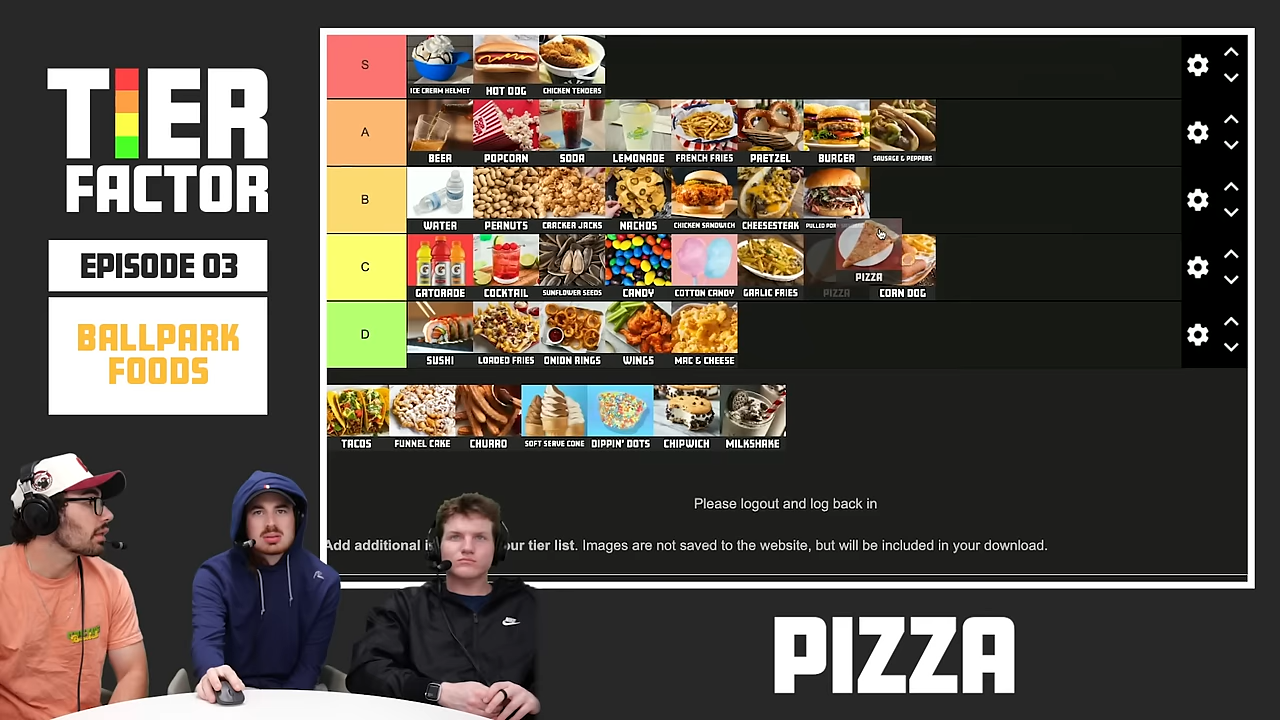 TIER
FACTOR
EPISODE 03
BALLPARK
FOODS
S
ICE CREAM HELMET
HOT DOG
CHICKEN TENDERS
A
BEER
POPCORN
SODA
LEMONADE
FRENCH FRIES
PRETZEL
BURGER
SAUSAGE & PEPPERS
B
WATER
PEANUTS
CRACKER JACKS
NACHOS
CHICKEN SANDWICH
CHEESESTEAK
PULLED
C
GATORADE
COCKTAIL
SUNFLOWER SEEDS
CANDY
COTTON CANDY
GARLIC FRIES
PIZZA
PIZZA
CORN DOG
D
SUSHI
LOADED FRIES
ONION RINGS
WINGS
MAC & CHEESE
TACOS
FUNNEL CAKE
CHURRO
SOFT SERVE CONE
DIPPIN' DOTS
CHIPWICH
MILKSHAKE
Please logout and log back in
Add additional i our tier list. Images are not saved to the website, but will be included in your download.
PIZZA